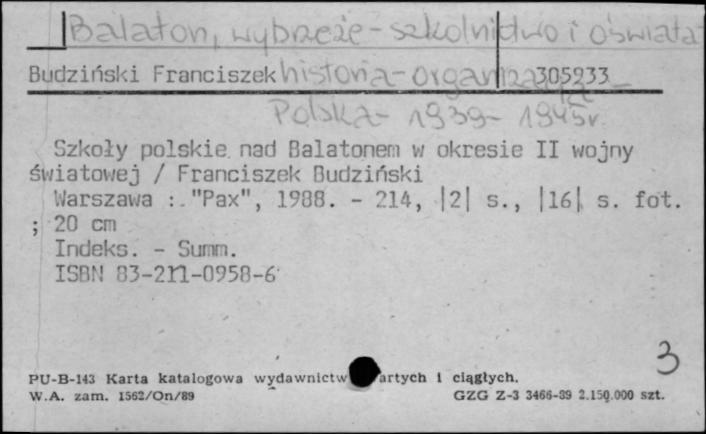 Balaton, wybrzeże - szkolnictwo i oświata -
Budziński Franciszek historia - organizacja - 305233
Polska - 1939 - 1945 r.
Szkoły polskie nad Balatonem w okresie II wojny
światowej / Franciszek Budziński
Warszawa : "Pax", 1988. - 214, |2| s., |16| s. fot.
; 20 cm
Indeks. - Summ.
ISBN 83-211-0958-6
3
PU-B-143 Karta katalogowa wydawnictw artych i ciągłych.
W.A. zam. 1562/On/89 GZG Z-3 3466-89 2.150.000 szt.